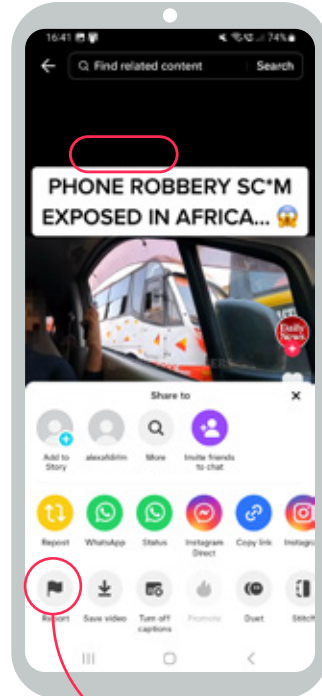 16:41 74%
Find related content Search
PHONE ROBBERY SC*M
EXPOSED IN AFRICA... 😱
Daily
News
Share to
Add to
Story
alexafdirim
More
Invite friends
to chat
Repost WhatsApp Status Instagram
Direct
Copy link Instagra
Report Save video Turn off
captions
Promote Duet Stitch